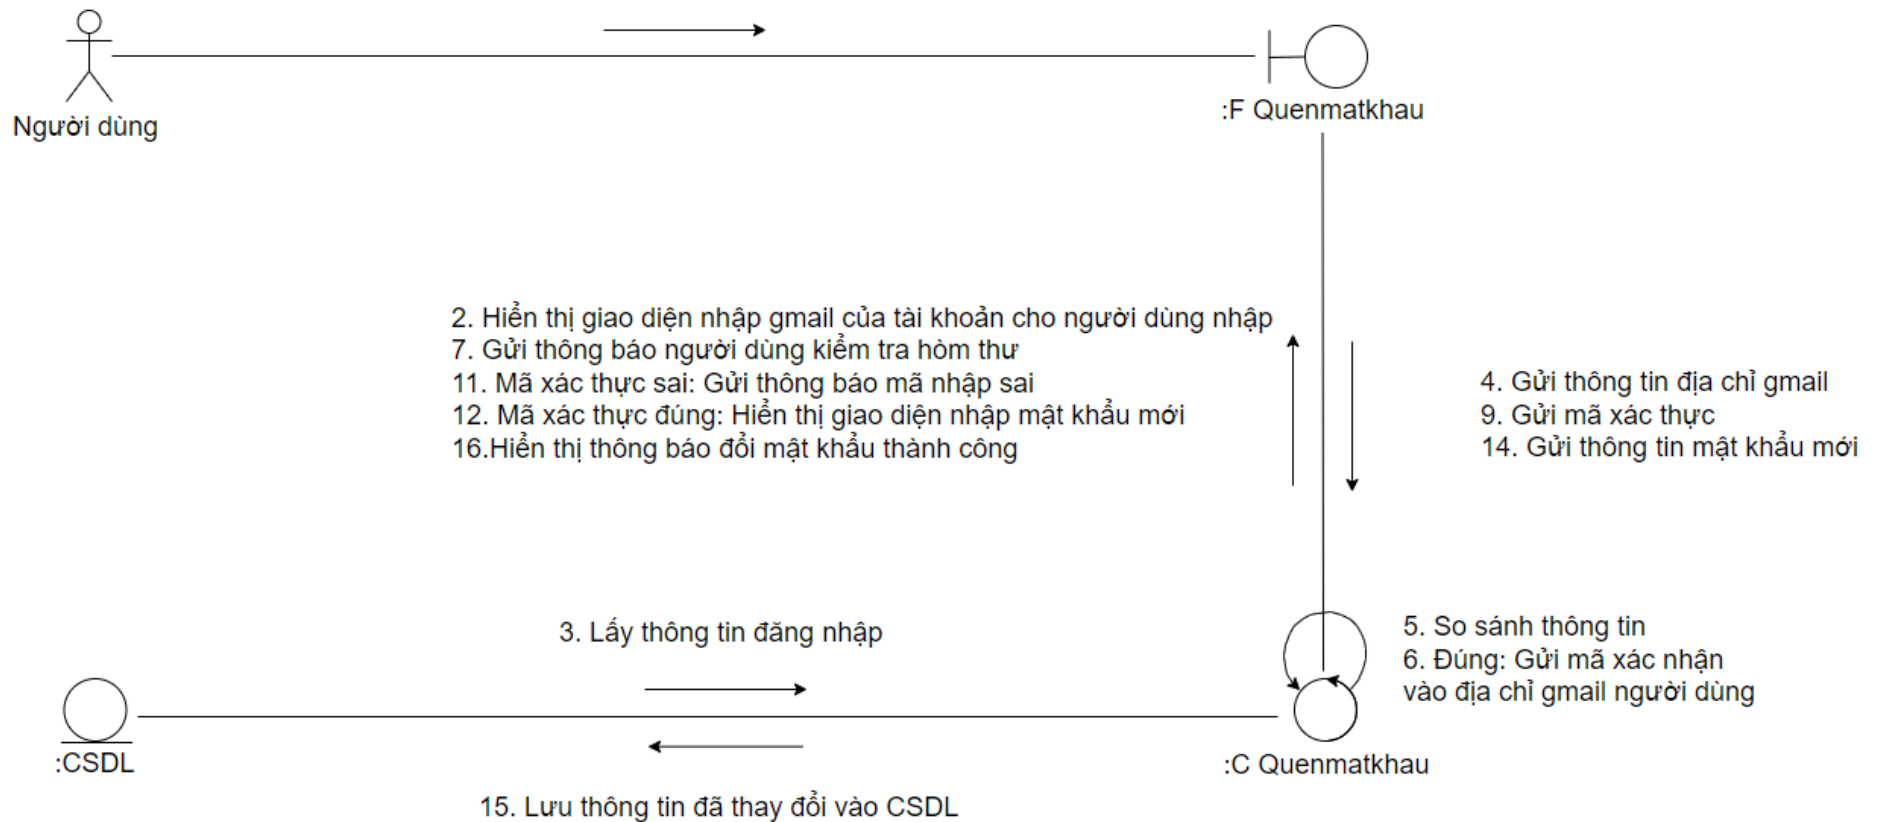 Người dùng
:F Quenmatkhau
2. Hiển thị giao diện nhập gmail của tài khoản cho người dùng nhập
7. Gửi thông báo người dùng kiểm tra hòm thư
11. Mã xác thực sai: Gửi thông báo mã nhập sai
12. Mã xác thực đúng: Hiển thị giao diện nhập mật khẩu mới
16.Hiển thị thông báo đổi mật khẩu thành công
4. Gửi thông tin địa chỉ gmail
9. Gửi mã xác thực
14. Gửi thông tin mật khẩu mới
3. Lấy thông tin đăng nhập
5. So sánh thông tin
6. Đúng: Gửi mã xác nhận
vào địa chỉ gmail người dùng
:CSDL
:C Quenmatkhau
15. Lưu thông tin đã thay đổi vào CSDL